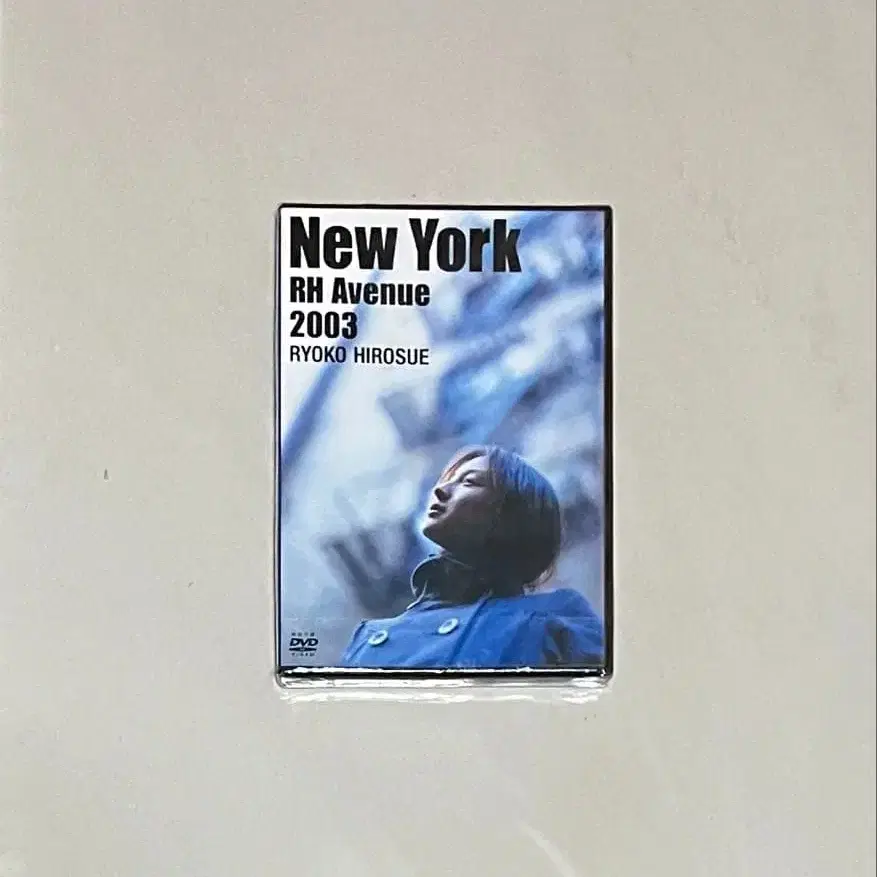 New York
RH Avenue
2003
RYOKO HIROSUE
DVD